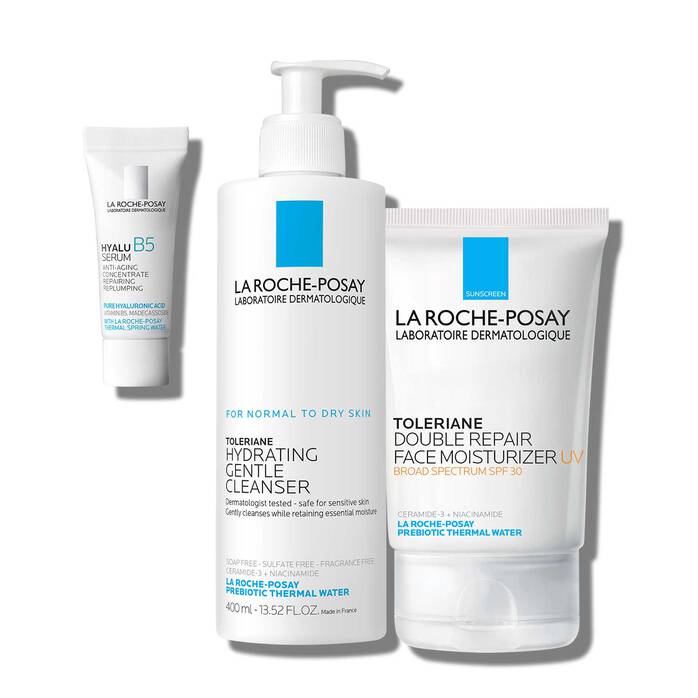 LA ROCHE-POSAY
LABORATOIRE DERMATOLOGIQUE
HYALU B5
SERUM
ANTI-AGING
CONCENTRATE
REPAIRING
REPLUMPING
PURE HYALURONIC ACID
VITAMIN B5, MADECASSOSIDE
WITH LA ROCHE-POSAY
THERMAL SPRING WATER
LA ROCHE-POSAY
LABORATOIRE DERMATOLOGIQUE
FOR NORMAL TO DRY SKIN
TOLERIANE
HYDRATING
GENTLE
CLEANSER
Dermatologist tested - safe for sensitive skin
Gently cleanses while retaining essential moisture
SOAP FREE - SULFATE FREE - FRAGRANCE FREE
CERAMIDE-3 + NIACINAMIDE
LA ROCHE-POSAY
PREBIOTIC THERMAL WATER
400 ml - 13.52 FL.OZ. Made in France
SUNSCREEN
LA ROCHE-POSAY
LABORATOIRE DERMATOLOGIQUE
TOLERIANE
DOUBLE REPAIR
FACE MOISTURIZER UV
BROAD SPECTRUM SPF 30
CERAMIDE-3 + NIACINAMIDE
LA ROCHE-POSAY
PREBIOTIC THERMAL WATER